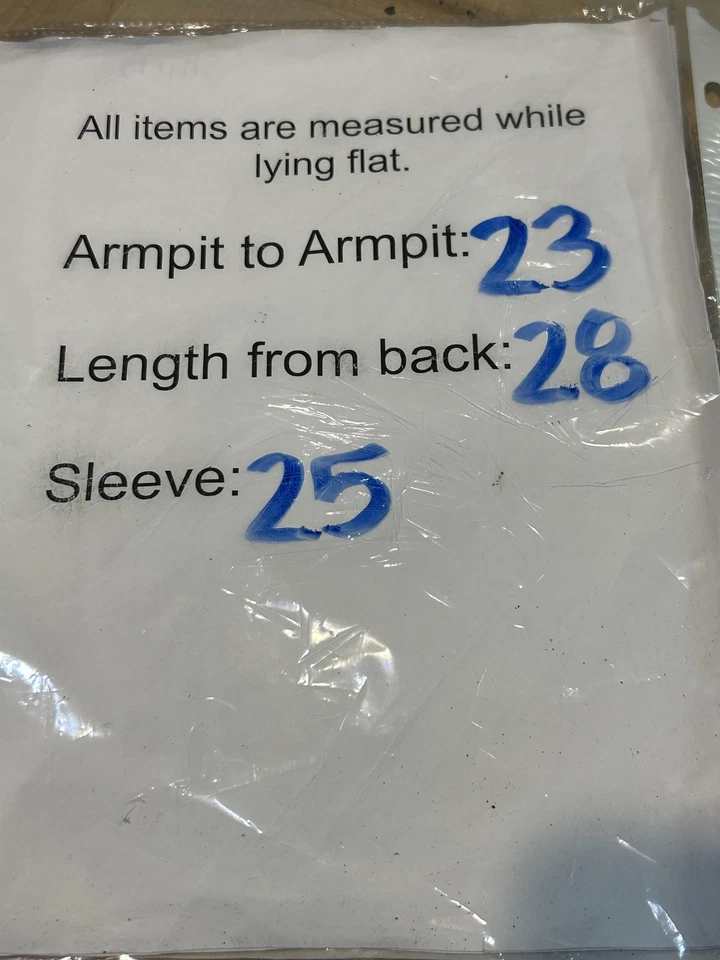 All items are measured while
lying flat.
Armpit to Armpit: 23
Length from back: 28
Sleeve: 25